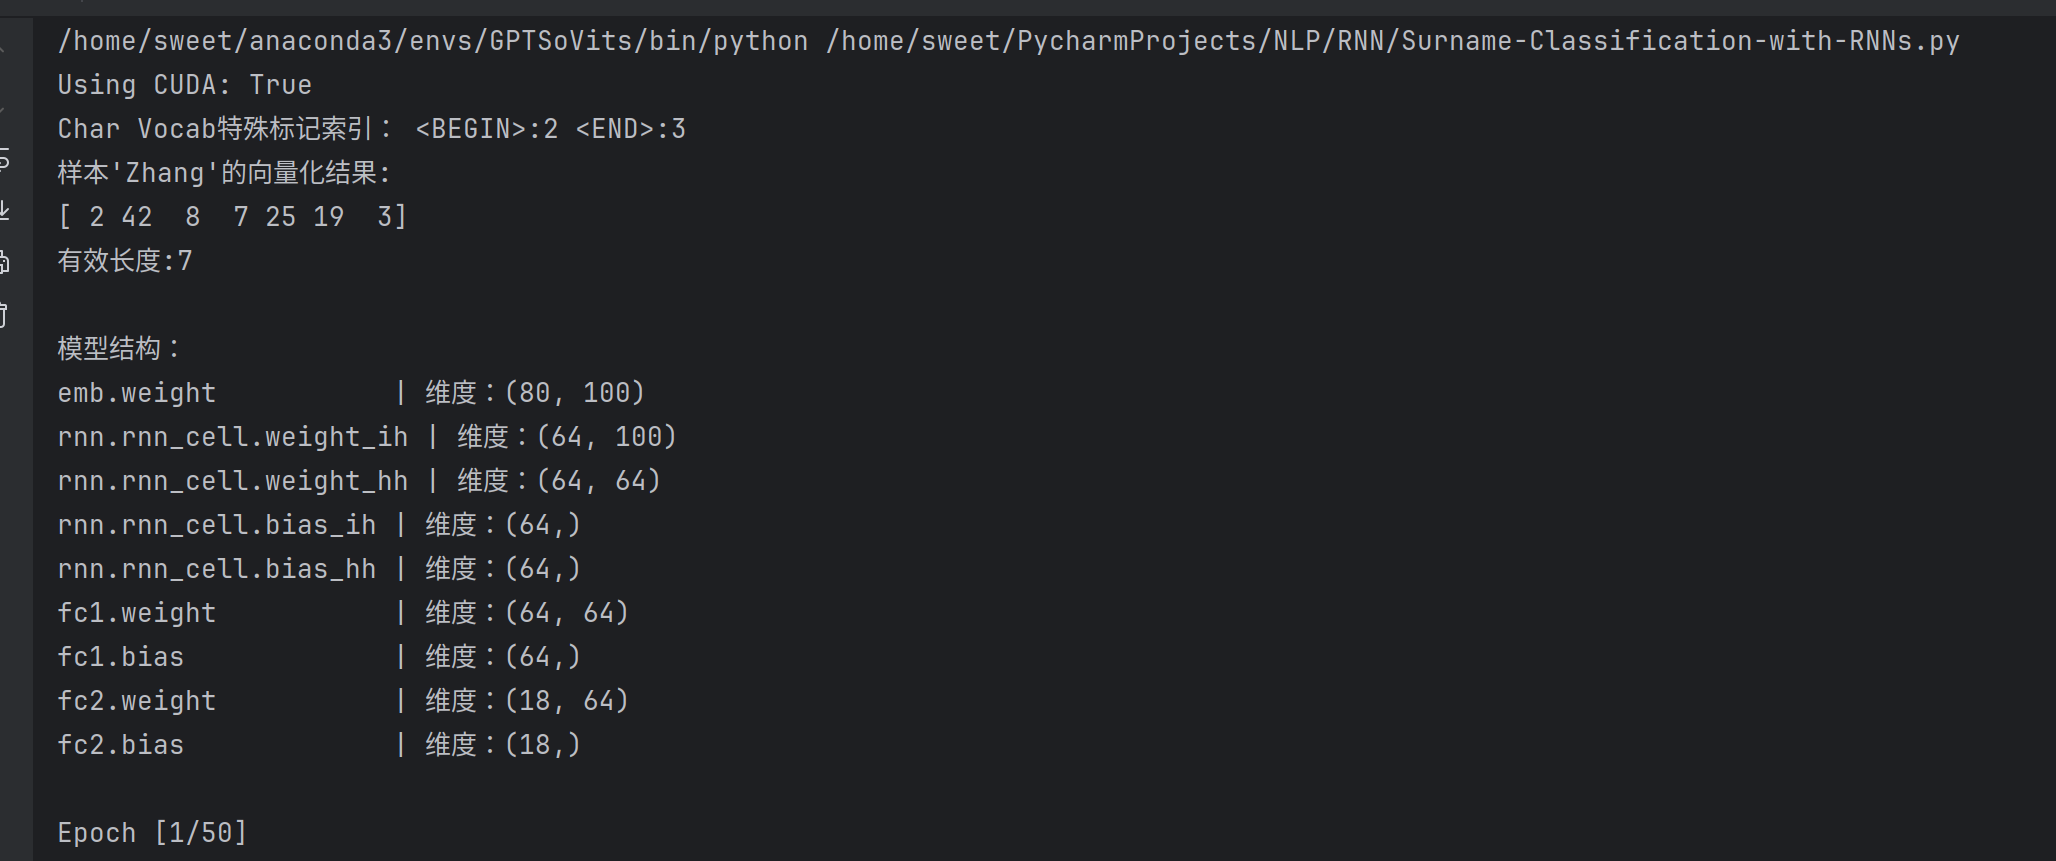 /home/sweet/anaconda3/envs/GPTSoVits/bin/python /home/sweet/PycharmProjects/NLP/RNN/Surname-Classification-with-RNNs.py
Using CUDA: True
Char Vocab特殊标记索引： <BEGIN>:2 <END>:3
样本'Zhang'的向量化结果:
[ 2 42  8  7 25 19  3]
有效长度:7
模型结构：
emb.weight           | 维度：(80, 100)
rnn.rnn_cell.weight_ih | 维度：(64, 100)
rnn.rnn_cell.weight_hh | 维度：(64, 64)
rnn.rnn_cell.bias_ih | 维度：(64,)
rnn.rnn_cell.bias_hh | 维度：(64,)
fc1.weight           | 维度：(64, 64)
fc1.bias             | 维度：(64,)
fc2.weight           | 维度：(18, 64)
fc2.bias             | 维度：(18,)
Epoch [1/50]